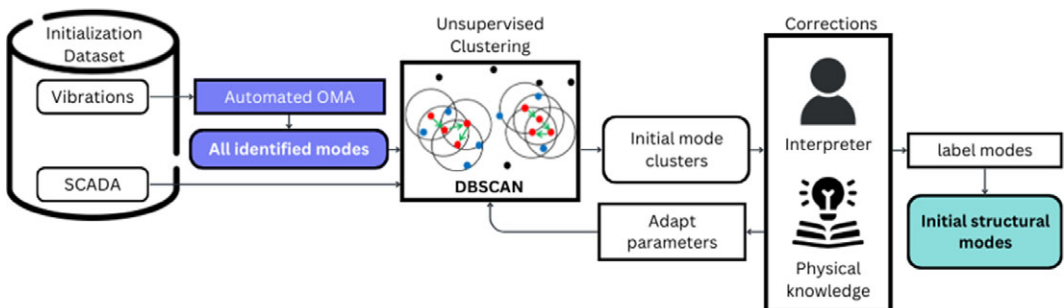 Initialization
Dataset
Vibrations
SCADA
Automated OMA
All identified modes
Unsupervised
Clustering
DBSCAN
Initial mode
clusters
Adapt
parameters
Corrections
Interpreter
Physical
knowledge
label modes
Initial structural
modes